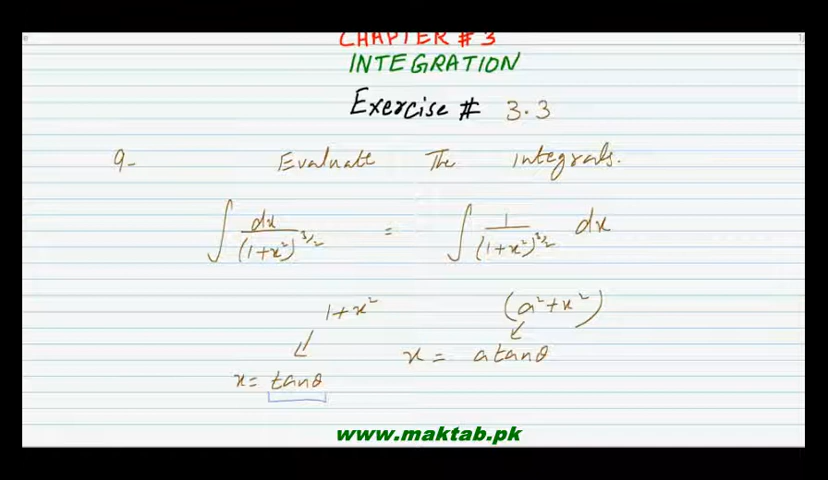 CHAPTER # 3
INTEGRATION
Exercise # 3.3
9- Evaluate The integrals.
∫ dx/(1+x²)^3/2 = ∫ 1/(1+x²)^3/2 dx
1+x² (a²+x²)
x = tanθ x = a tanθ
www.maktab.pk